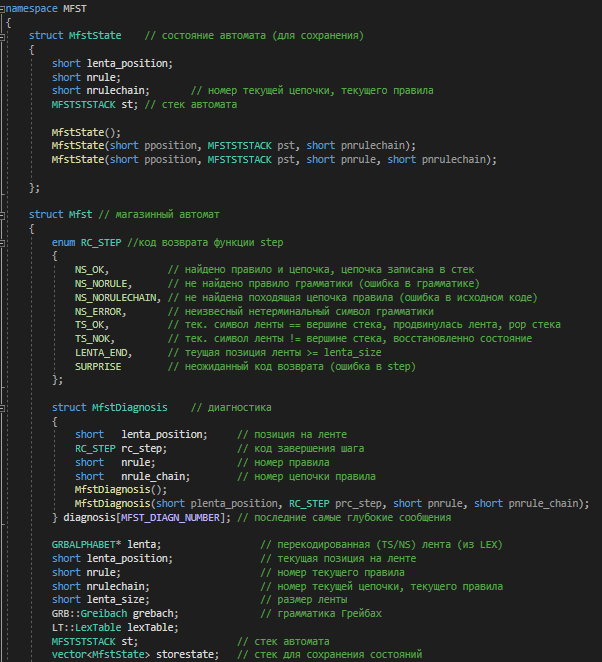 namespace MFST
{
struct MfstState // состояние автомата (для сохранения)
{
short lenta_position;
short nrule;
short nrulechain; // номер текущей цепочки, текущего правила
MFSTSTSTACK st; // стек автомата
MfstState();
MfstState(short pposition, MFSTSTSTACK pst, short pnrulechain);
MfstState(short pposition, MFSTSTSTACK pst, short pnrule, short pnrulechain);
};
struct Mfst // магазинный автомат
{
enum RC_STEP //код возврата функции step
{
NS_OK, // найдено правило и цепочка, цепочка записана в стек
NS_NORULE, // не найдено правило грамматики (ошибка в грамматике)
NS_NORULECHAIN, // не найдена походящая цепочка правила (ошибка в исходном коде)
NS_ERROR, // неизвесный нетерминальный символ грамматики
TS_OK, // тек. символ ленты == вершине стека, продвинулась лента, pop стека
TS_NOK, // тек. символ ленты != вершине стека, восстановленно состояние
LENTA_END, // теущая позиция ленты >= lenta_size
SURPRISE // неожиданный код возврата (ошибка в step)
};
struct MfstDiagnosis // диагностика
{
short lenta_position; // позиция на ленте
RC_STEP rc_step; // код завершения шага
short nrule; // номер правила
short nrule_chain; // номер цепочки правила
MfstDiagnosis();
MfstDiagnosis(short plenta_position, RC_STEP prc_step, short pnrule, short pnrule_chain);
} diagnosis[MFST_DIAGN_NUMBER]; // последние самые глубокие сообщения
GRBALPHABET* lenta; // перекодированная (TS/NS) лента (из LEX)
short lenta_position; // текущая позиция на ленте
short nrule; // номер текущего правила
short nrulechain; // номер текущей цепочки, текущего правила
short lenta_size; // размер ленты
GRB::Greibach grebach; // грамматика Грейбах
LT::LexTable lexTable;
MFSTSTSTACK st; // стек автомата
vector<MfstState> storestate; // стек для сохранения состояний